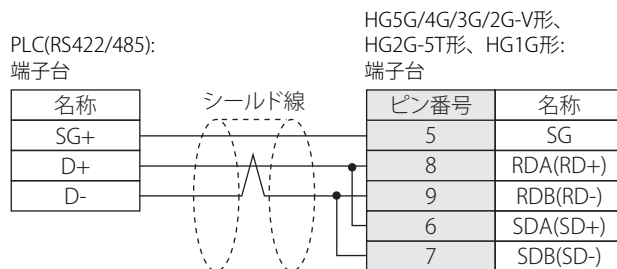 PLC(RS422/485):
端子台
HG5G/4G/3G/2G-V形、
HG2G-5T形、HG1G形:
端子台
名称
シールド線
ピン番号
名称
SG+
5
SG
D+
8
RDA(RD+)
D-
9
RDB(RD-)
6
SDA(SD+)
7
SDB(SD-)